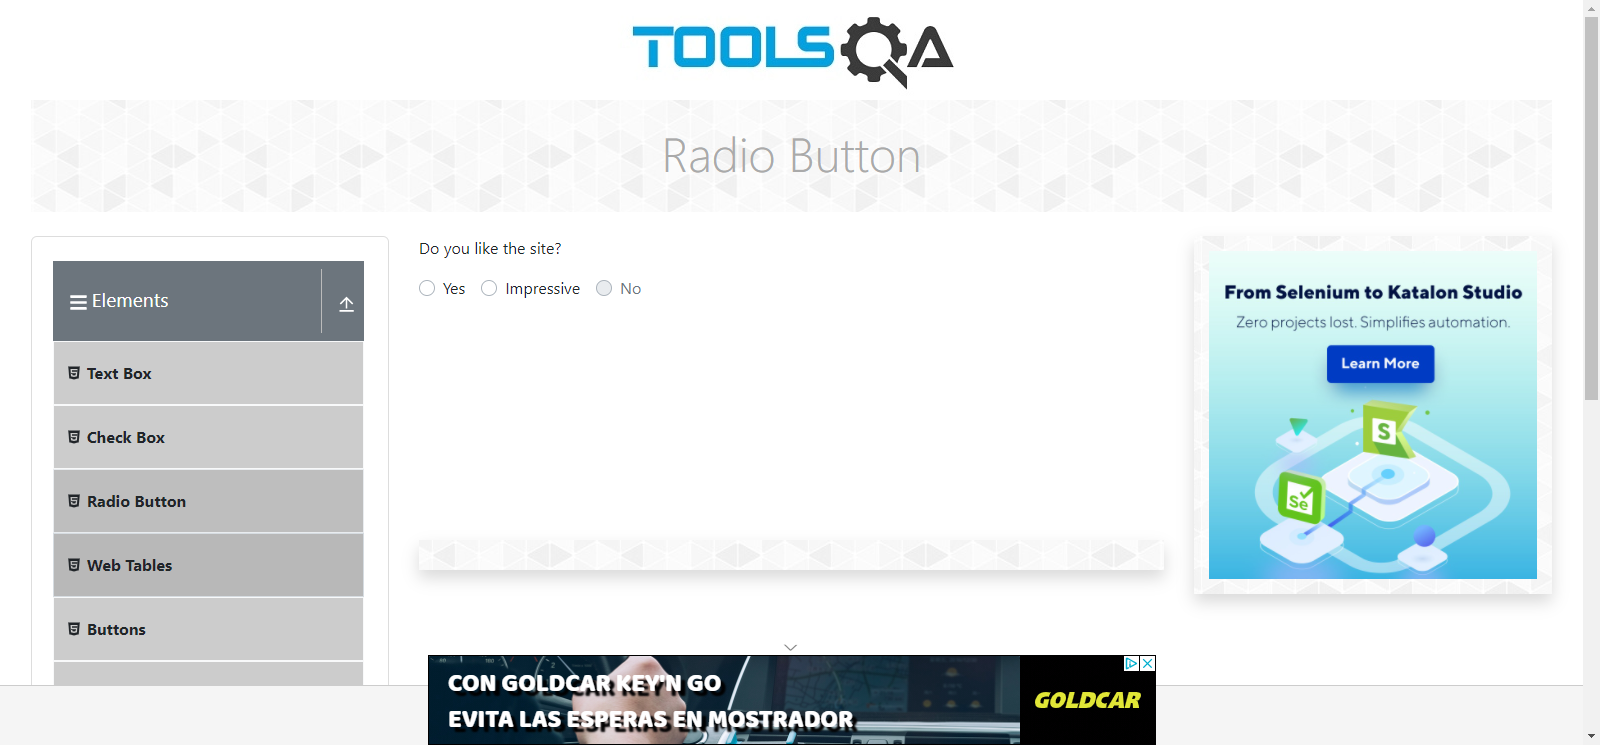 TOOLSQA
Radio Button
Elements
Text Box
Check Box
Radio Button
Web Tables
Buttons
Do you like the site?
Yes Impressive No
From Selenium to Katalon Studio
Zero projects lost. Simplifies automation.
Learn More
S
Se
CON GOLDCAR KEY'N GO
EVITA LAS ESPERAS EN MOSTRADOR
GOLDCAR